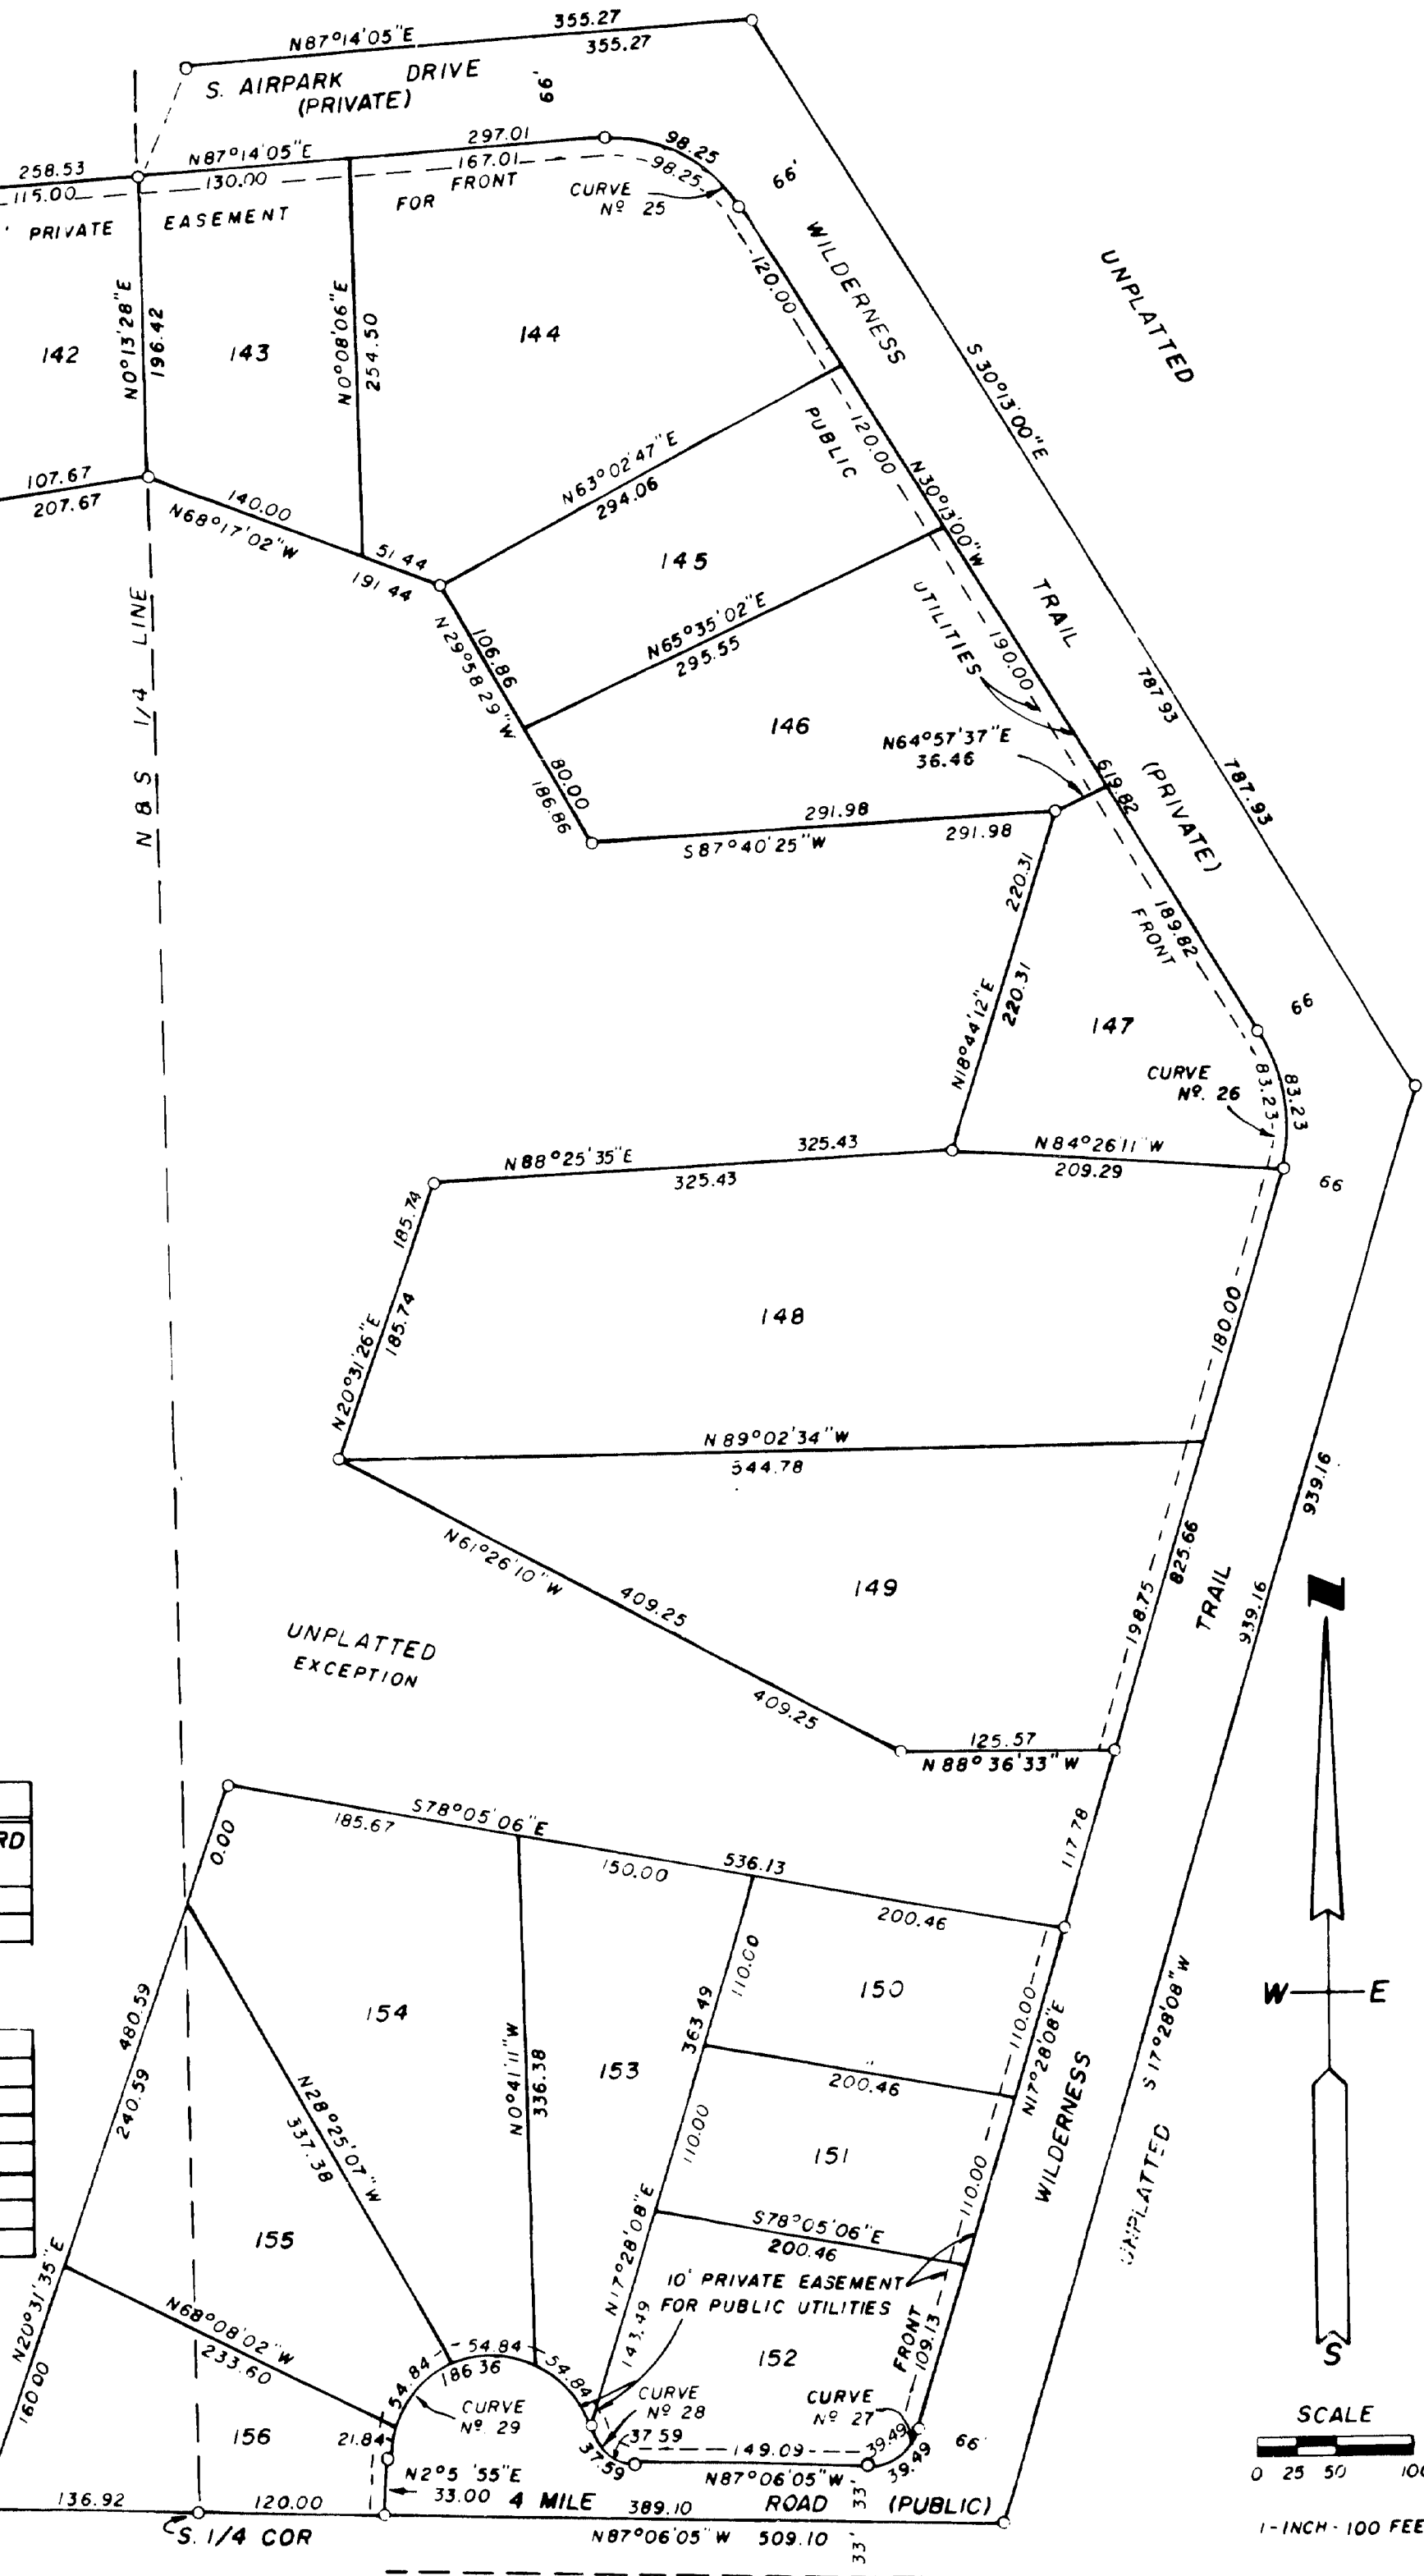 N87°14'05"E
355.27
355.27
S. AIRPARK DRIVE
(PRIVATE)
66'
258.53
N87°14'05"E
297.01
98.25
115.00
130.00
167.01
98.25
66'
' PRIVATE EASEMENT FOR FRONT
CURVE
Nº 25
WILDERNESS
120.00
UNPLATTED
142
N0°13'28"E
196.42
143
N0°08'06"E
254.50
144
S 30°13'00"E
PUBLIC
120.00
N30°13'00"W
N63°02'47"E
294.06
107.67
207.67
140.00
N68°17'02"W
51.44
191.44
145
TRAIL
UTILITIES
190.00
N & S 1/4 LINE
N65°35'02"E
295.55
106.86
N29°58'29"W
787.93
787.93
146
N64°57'37"E
36.46
80.00
186.86
619.82
(PRIVATE)
291.98
291.98
S87°40'25"W
220.31
220.31
N18°44'12"E
189.82
FRONT
66
147
CURVE
Nº. 26
83.23
83.23
N88°25'35"E
325.43
325.43
N84°26'11"W
209.29
66
185.74
185.74
N20°31'26"E
148
180.00
N89°02'34"W
544.78
939.16
939.16
825.66
N61°26'10"W
409.25
409.25
149
198.75
TRAIL
UNPLATTED
EXCEPTION
125.57
N88°36'33"W
RD
0.00
S78°05'06"E
185.67
536.13
150.00
200.46
117.78
W E
480.59
240.59
154
N0°41'11"W
336.38
153
363.49
110.00
150
110.00
N17°28'08"E
S17°28'08"W
200.46
N28°25'07"W
337.38
110.00
151
110.00
WILDERNESS
UNPLATTED
N20°31'35"E
155
S78°05'06"E
200.46
N17°28'08"E
10' PRIVATE EASEMENT
FOR PUBLIC UTILITIES
N68°08'02"W
233.60
143.49
FRONT
109.13
152
54.84
54.84
54.84
186.36
160.00
156
CURVE
Nº. 29
CURVE
Nº 28
CURVE
Nº 27
21.84
37.59
37.59
149.09
39.49
39.49
66'
N87°06'05"W
N2°5 '55"E
33.00
136.92
120.00
4 MILE
389.10
ROAD
33'
(PUBLIC)
S. 1/4 COR
N87°06'05"W
509.10
33'
S
SCALE
0 25 50 100
1-INCH - 100 FEE